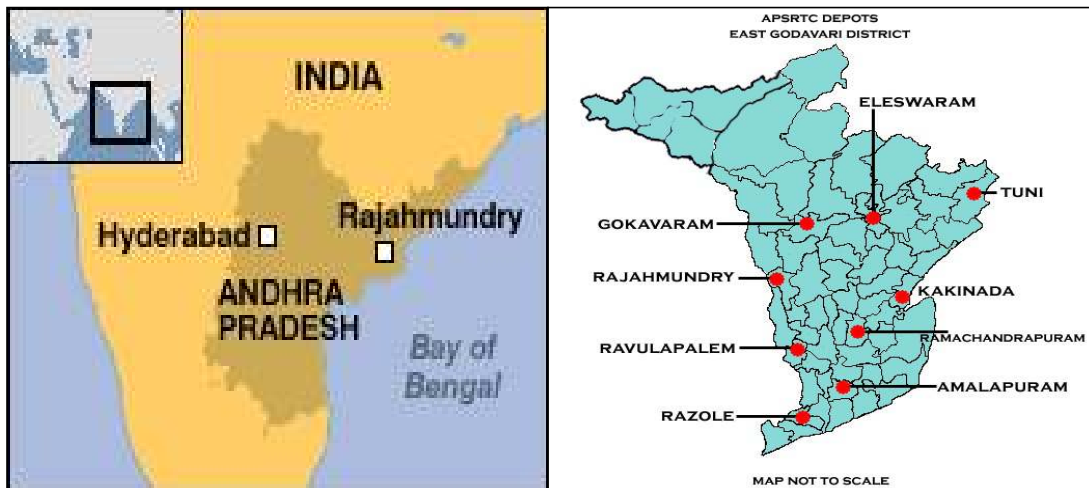 INDIA
Rajahmundry
Hyderabad
ANDHRA
PRADESH
Bay of
Bengal
APSRTC DEPOTS
EAST GODAVARI DISTRICT
ELESWARAM
TUNI
GOKAVARAM
RAJAHMUNDRY
KAKINADA
RAMACHANDRAPURAM
RAVULAPALEM
AMALAPURAM
RAZOLE
MAP NOT TO SCALE